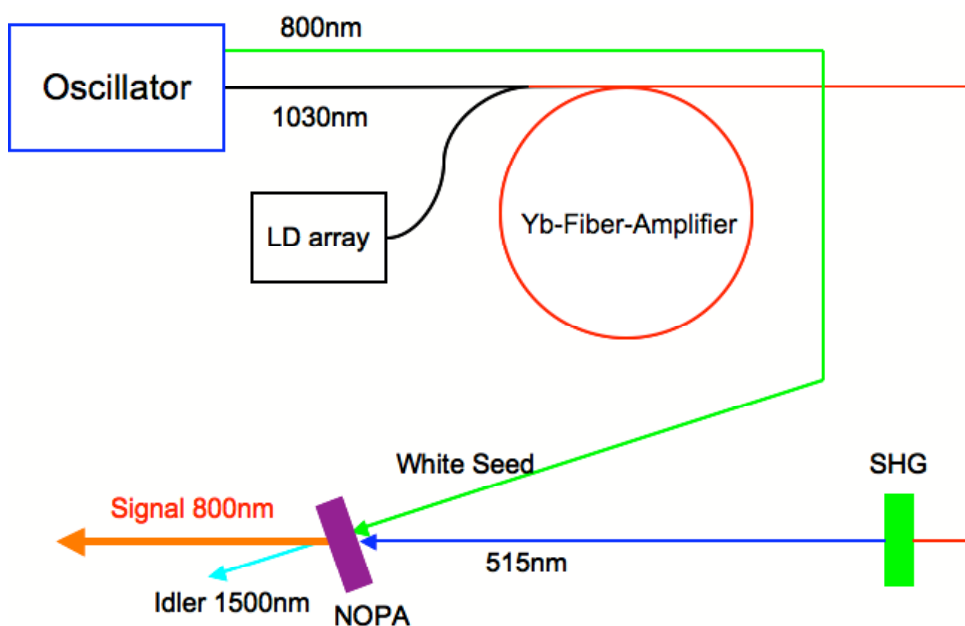 800nm
Oscillator
1030nm
LD array
Yb-Fiber-Amplifier
White Seed
SHG
Signal 800nm
515nm
Idler 1500nm
NOPA